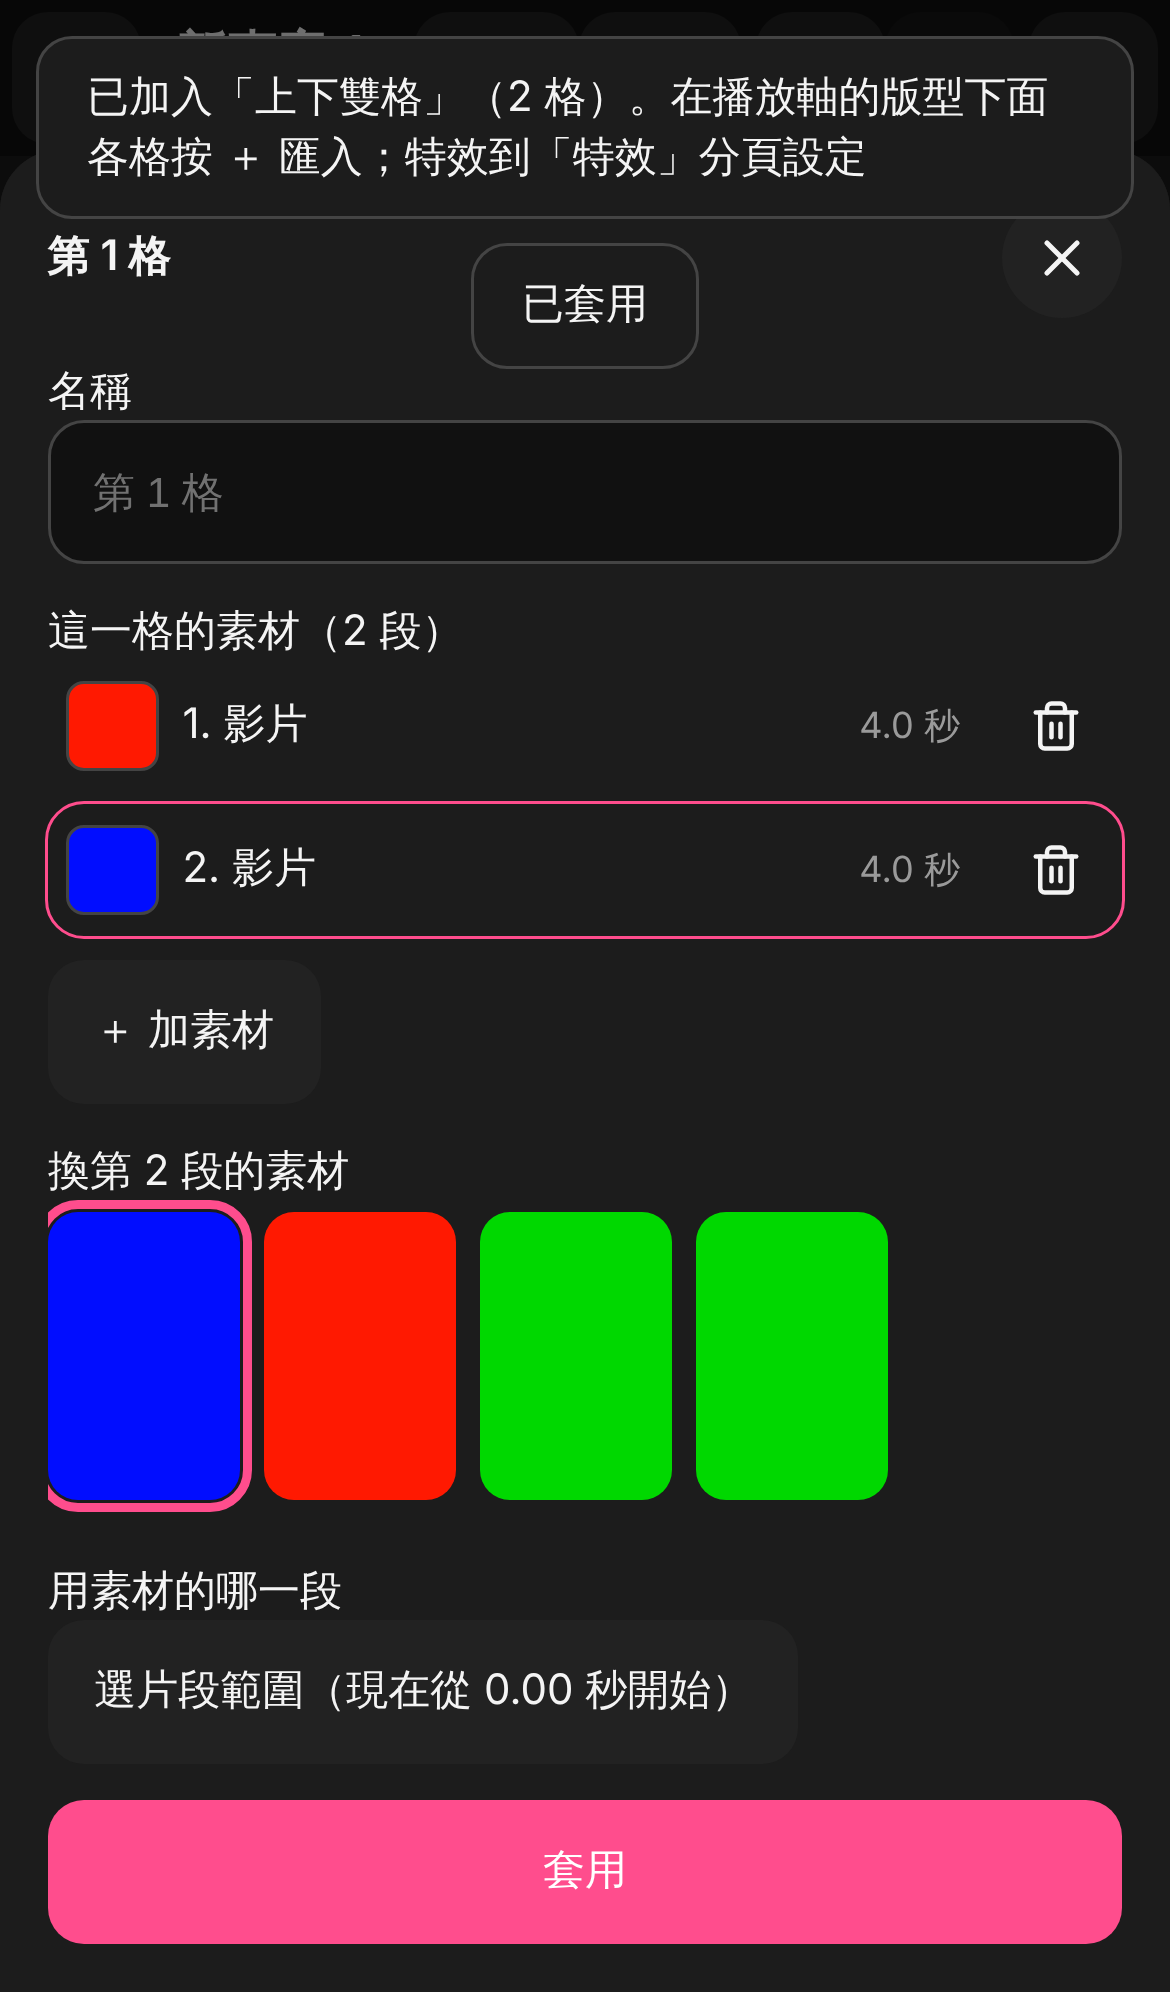 已加入「上下雙格」（2 格）。在播放軸的版型下面
各格按 ＋ 匯入；特效到「特效」分頁設定
第 1 格
已套用
名稱
第 1 格
這一格的素材（2 段）
1. 影片
4.0 秒
2. 影片
4.0 秒
＋ 加素材
換第 2 段的素材
用素材的哪一段
選片段範圍（現在從 0.00 秒開始）
套用